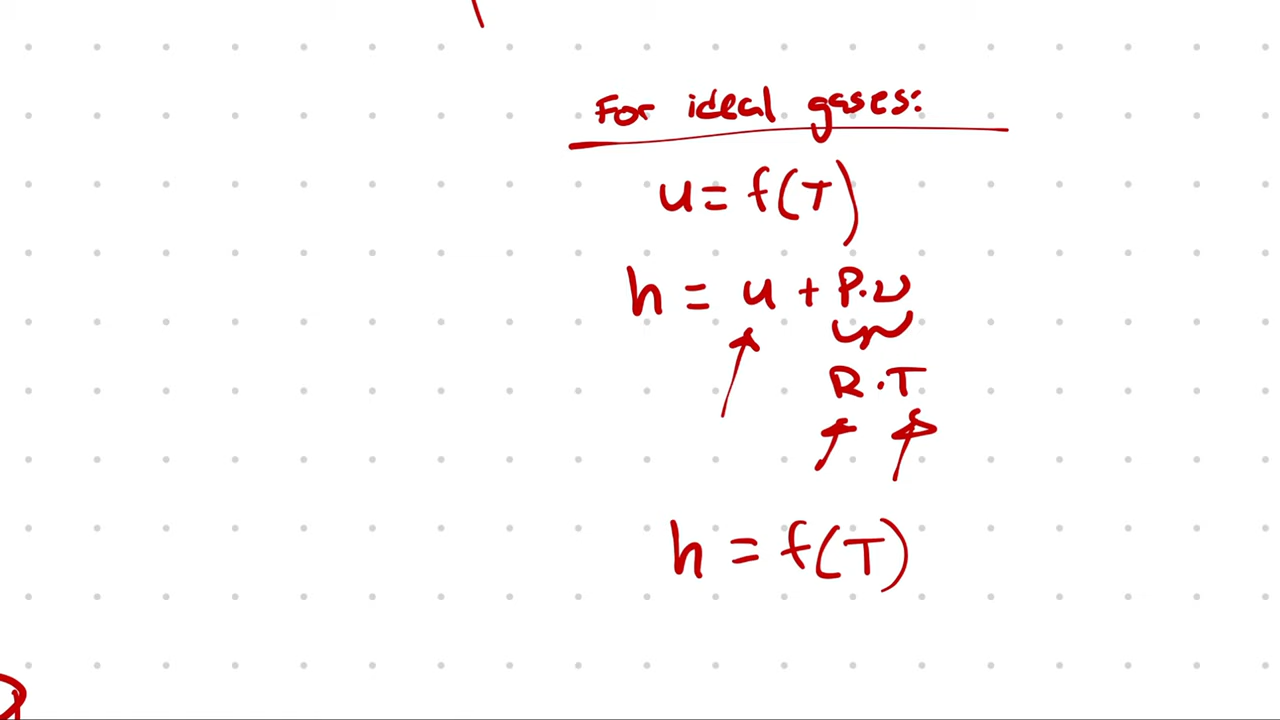 For ideal gases:
u = f(T)
h = u + P.v
R.T
h = f(T)